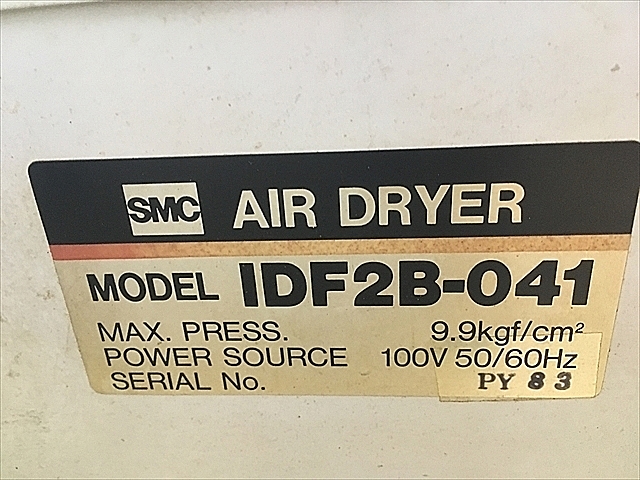 SMC AIR DRYER
MODEL IDF2B-041
MAX. PRESS. 9.9kgf/cm²
POWER SOURCE 100V 50/60Hz
SERIAL No. PY 83